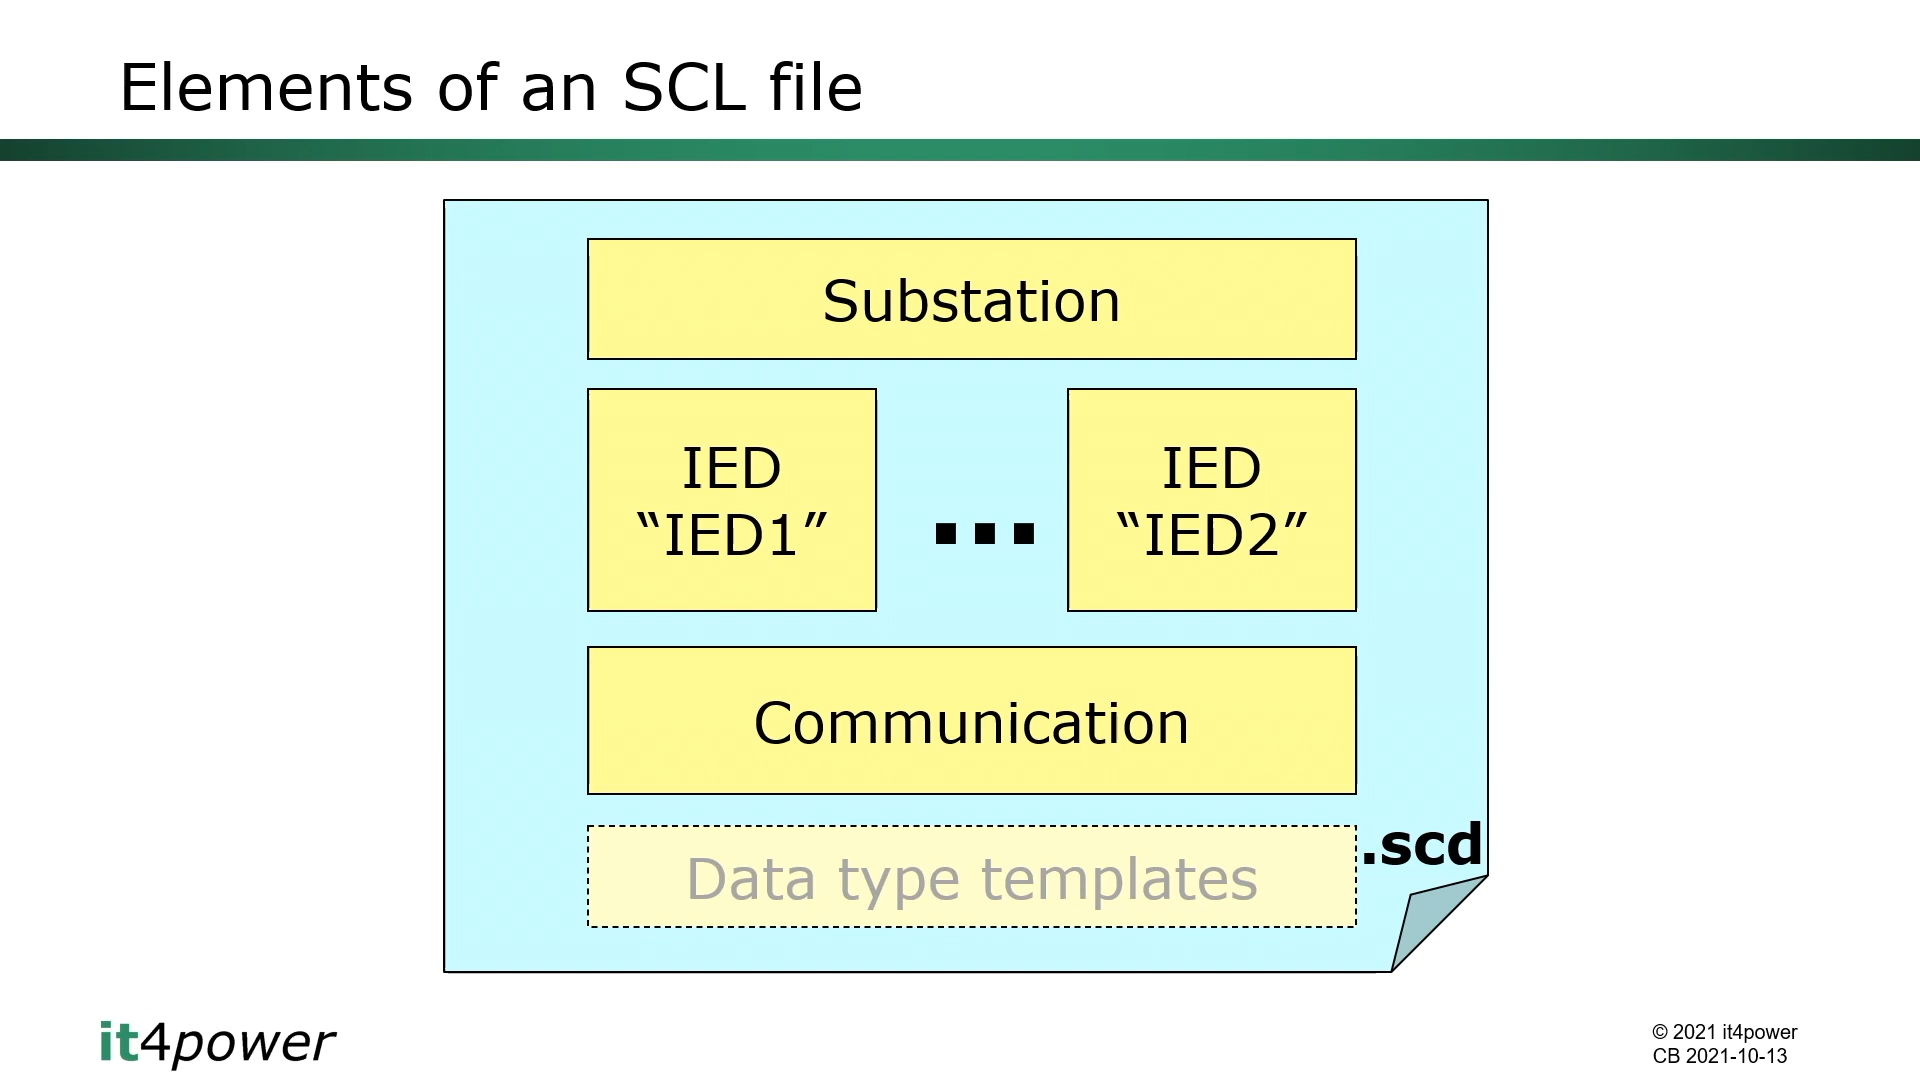 Elements of an SCL file
Substation
IED
“IED1”
...
IED
“IED2”
Communication
Data type templates
.scd
it4power
© 2021 it4power
CB 2021-10-13